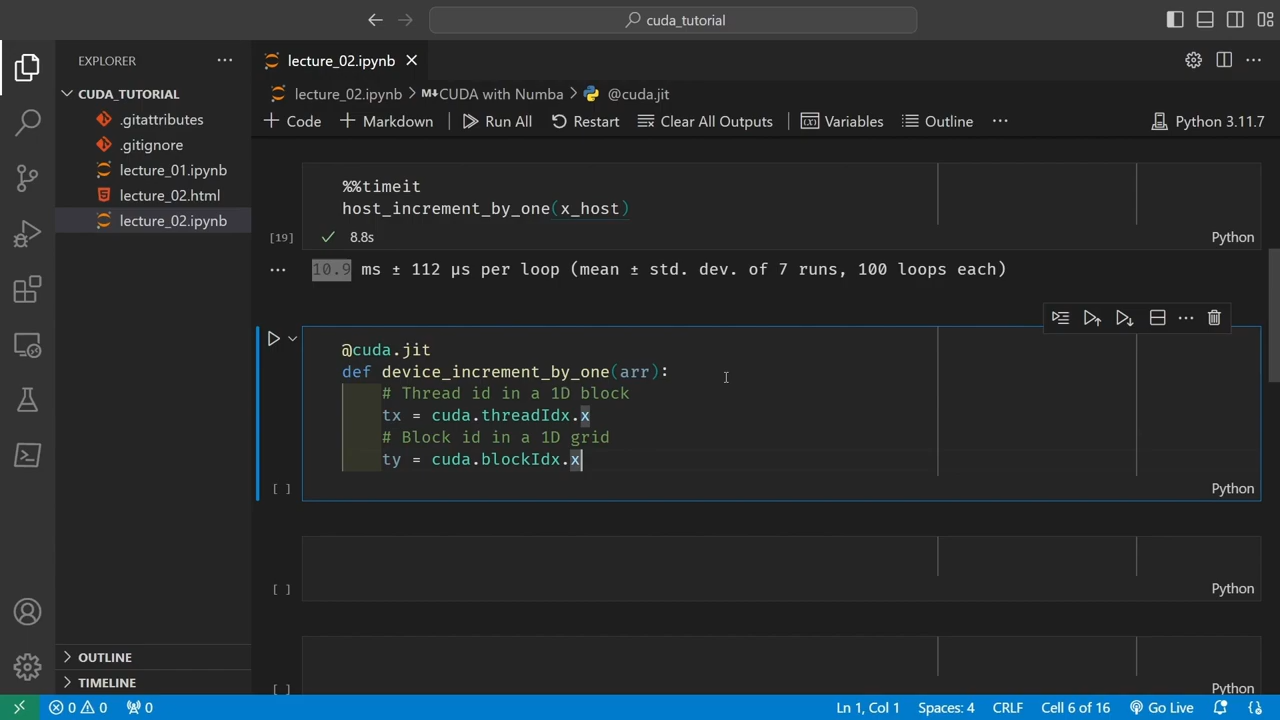 cuda_tutorial
EXPLORER
CUDA_TUTORIAL
.gitattributes
.gitignore
lecture_01.ipynb
lecture_02.html
lecture_02.ipynb
OUTLINE
TIMELINE
lecture_02.ipynb
lecture_02.ipynb > M↓CUDA with Numba > @cuda.jit
+ Code + Markdown Run All Restart Clear All Outputs Variables Outline ... Python 3.11.7
%%timeit
host_increment_by_one(x_host)
[19] 8.8s Python
10.9 ms ± 112 µs per loop (mean ± std. dev. of 7 runs, 100 loops each)
@cuda.jit
def device_increment_by_one(arr):
# Thread id in a 1D block
tx = cuda.threadIdx.x
# Block id in a 1D grid
ty = cuda.blockIdx.x
[ ] Python
[ ] Python
[ ] Python
0 0 0 Ln 1, Col 1 Spaces: 4 CRLF Cell 6 of 16 Go Live